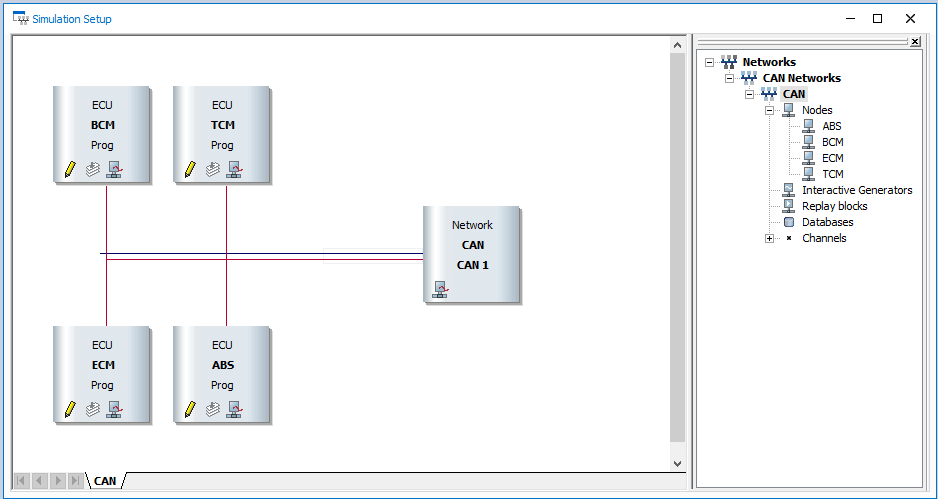 Simulation Setup
ECU
BCM
Prog
ECU
TCM
Prog
Network
CAN
CAN 1
ECU
ECM
Prog
ECU
ABS
Prog
CAN
Networks
CAN Networks
CAN
Nodes
ABS
BCM
ECM
TCM
Interactive Generators
Replay blocks
Databases
Channels